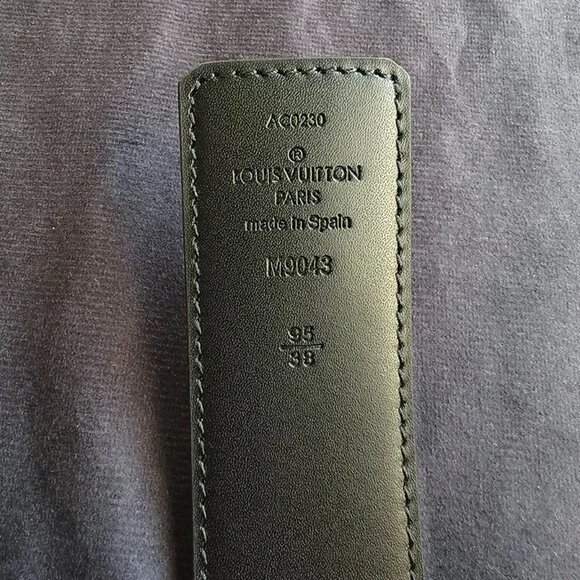 AC0230
®
LOUIS VUITTON
PARIS
made in Spain
M9043
95
38